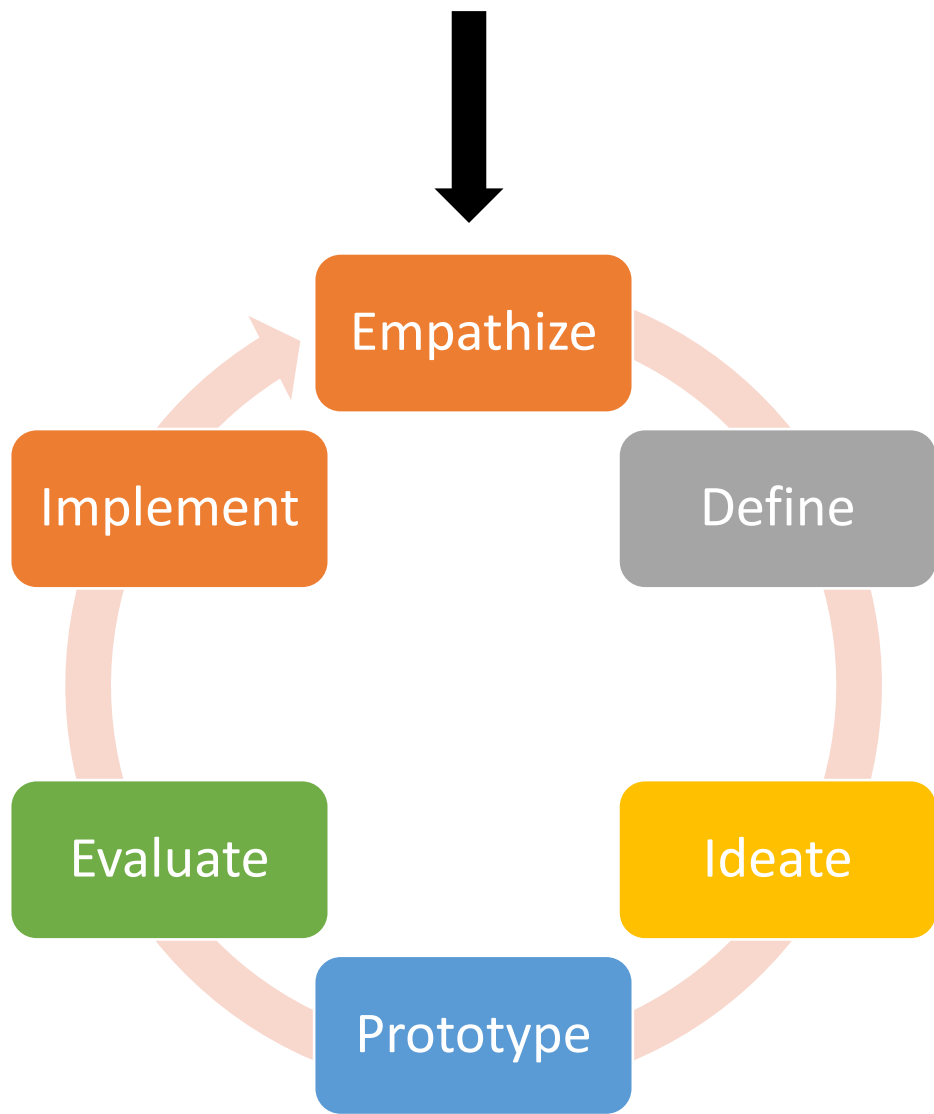 Empathize
Define
Ideate
Prototype
Evaluate
Implement